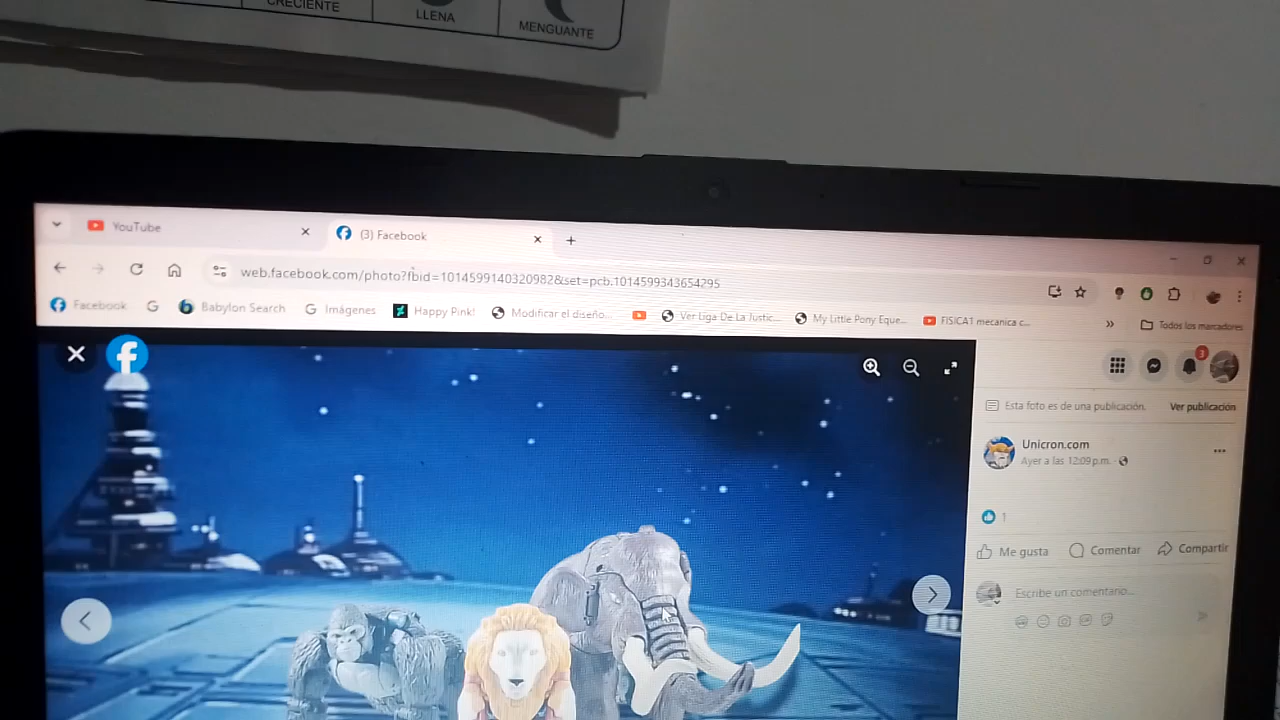 CRECIENTE
LLENA
MENGUANTE
YouTube
(3) Facebook
web.facebook.com/photo?fbid=1014599140320982&set=pcb.1014599343654295
Facebook
Babylon Search
Imágenes
Happy Pink!
Modificar el diseño...
Ver Liga De La Justic...
My Little Pony Eque...
FISICA1 mecanica c...
»
Todos los marcadores
3
Esta foto es de una publicación.
Ver publicación
Unicron.com
Ayer a las 12:09 p.m. ·
1
Me gusta
Comentar
Compartir
Escribe un comentario...